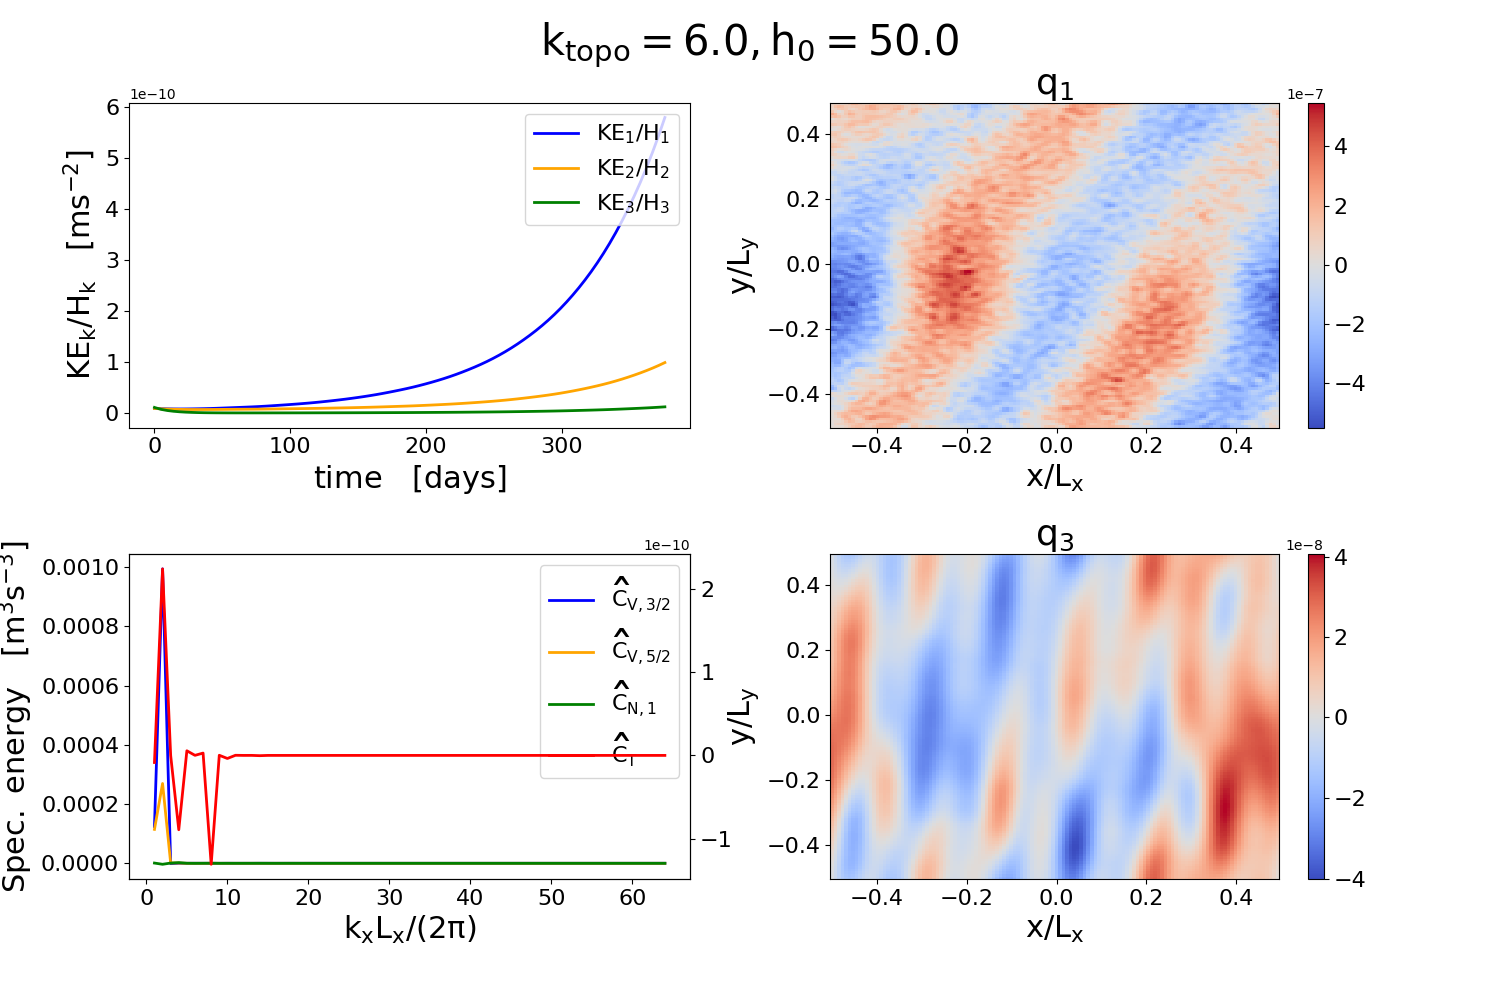 k_topo = 6.0, h_0 = 50.0
1e−10
6
5
4
3
2
1
0
KE_k/H_k [ms^−2]
KE_1/H_1
KE_2/H_2
KE_3/H_3
0 100 200 300
time [days]
q_1
1e−7
0.4
0.2
0.0
−0.2
−0.4
y/L_y
−0.4 −0.2 0.0 0.2 0.4
x/L_x
4
2
0
−2
−4
1e−10
0.0010
0.0008
0.0006
0.0004
0.0002
0.0000
Spec. energy [m^3s^−3]
Ĉ_V, 3/2
Ĉ_V, 5/2
Ĉ_N, 1
Ĉ_T
2
1
0
−1
0 10 20 30 40 50 60
k_xL_x/(2π)
q_3
1e−8
0.4
0.2
0.0
−0.2
−0.4
y/L_y
−0.4 −0.2 0.0 0.2 0.4
x/L_x
4
2
0
−2
−4